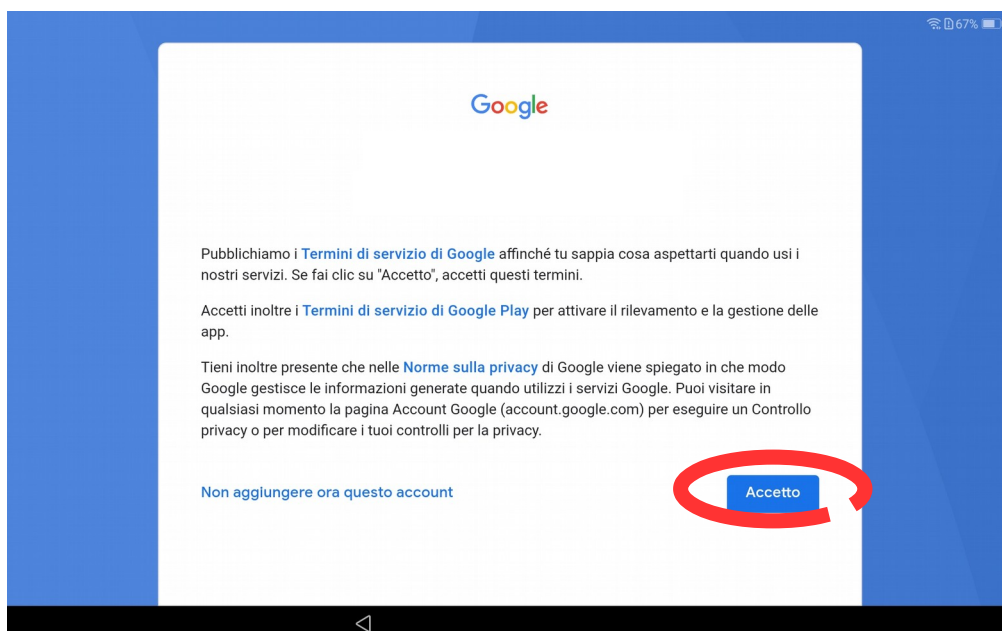 67%
Google
Pubblichiamo i Termini di servizio di Google affinché tu sappia cosa aspettarti quando usi i
nostri servizi. Se fai clic su "Accetto", accetti questi termini.
Accetti inoltre i Termini di servizio di Google Play per attivare il rilevamento e la gestione delle
app.
Tieni inoltre presente che nelle Norme sulla privacy di Google viene spiegato in che modo
Google gestisce le informazioni generate quando utilizzi i servizi Google. Puoi visitare in
qualsiasi momento la pagina Account Google (account.google.com) per eseguire un Controllo
privacy o per modificare i tuoi controlli per la privacy.
Non aggiungere ora questo account
Accetto